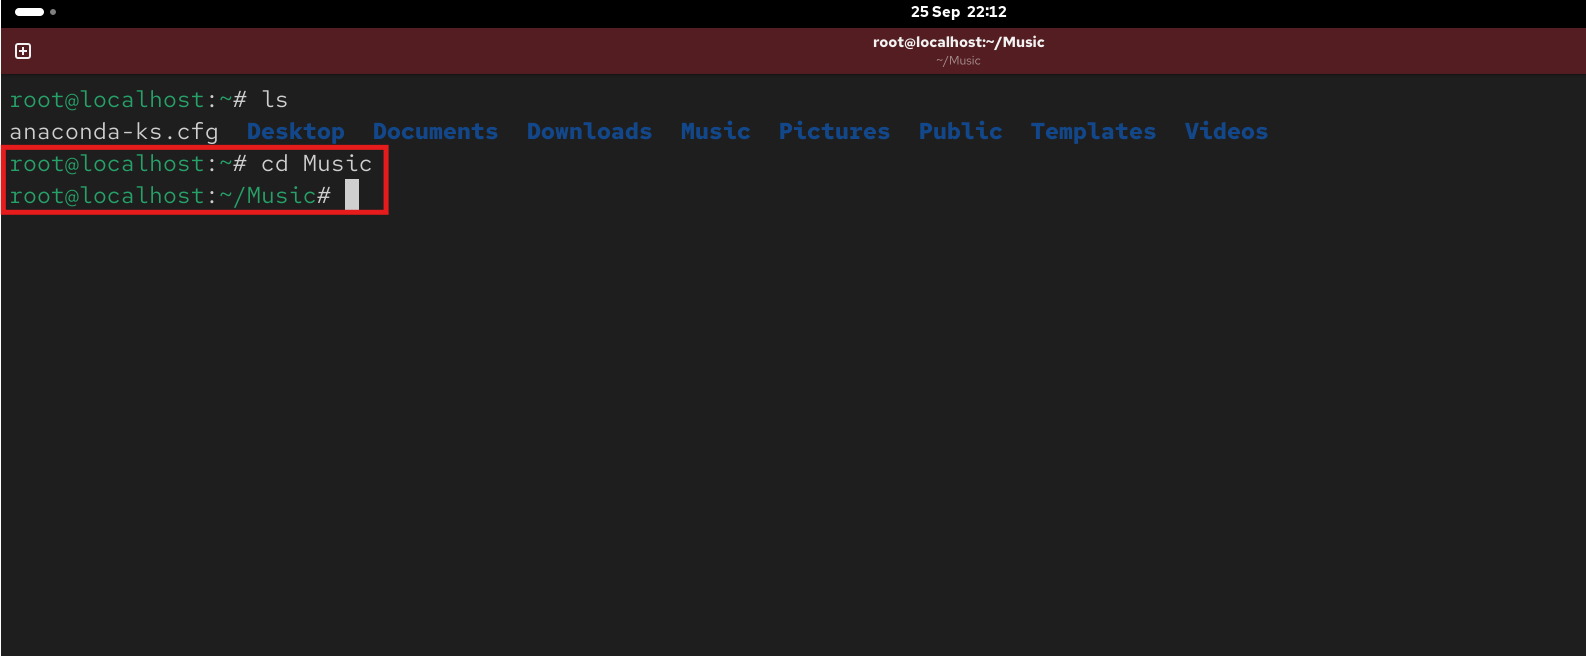 25 Sep 22:12
root@localhost:~/Music
~/Music
root@localhost:~# ls
anaconda-ks.cfg  Desktop  Documents  Downloads  Music  Pictures  Public  Templates  Videos
root@localhost:~# cd Music
root@localhost:~/Music#